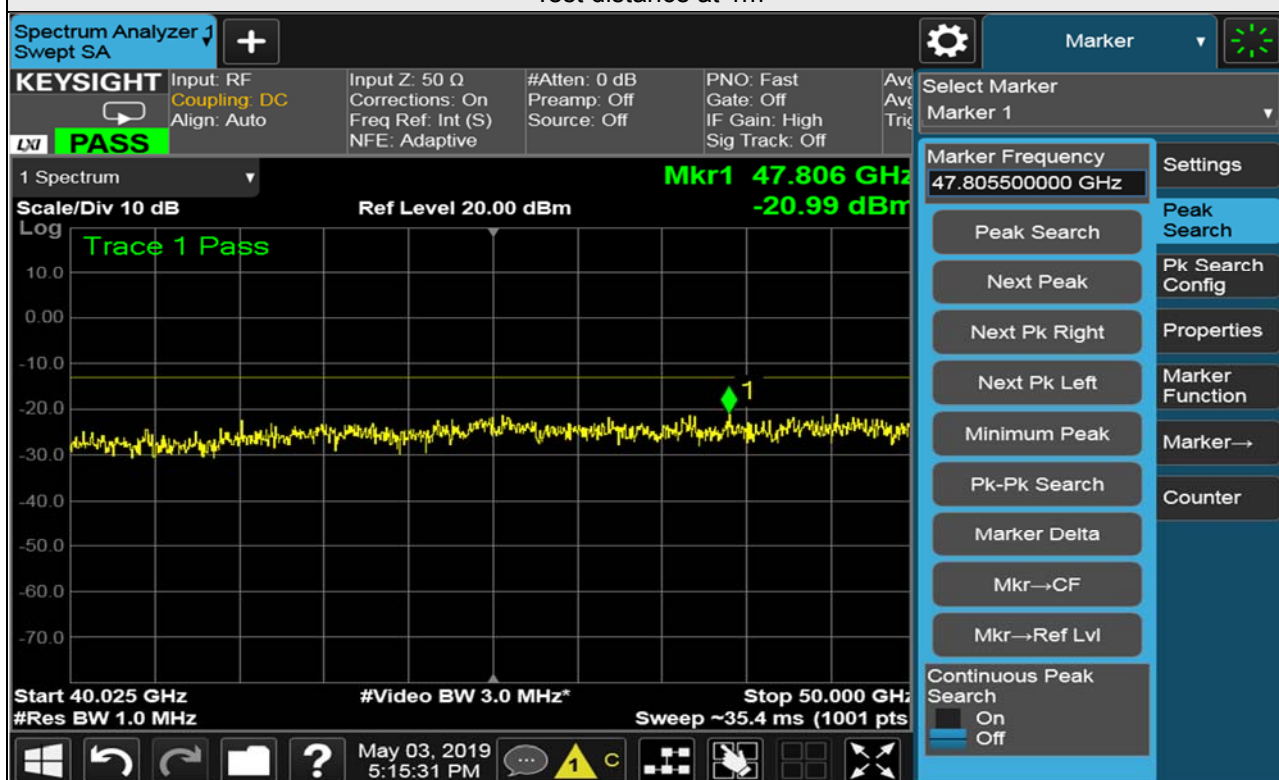 Test distance at 1m
Spectrum Analyzer 1
Swept SA
Marker
KEYSIGHT
Input: RF
Coupling: DC
Align: Auto
Input Z: 50 Ω
Corrections: On
Freq Ref: Int (S)
NFE: Adaptive
#Atten: 0 dB
Preamp: Off
Source: Off
PNO: Fast
Gate: Off
IF Gain: High
Sig Track: Off
LXI
PASS
Select Marker
Marker 1
1 Spectrum
Scale/Div 10 dB
Ref Level 20.00 dBm
Mkr1 47.806 GHz
-20.99 dBm
Log
Trace 1 Pass
10.0
0.00
-10.0
-20.0
-30.0
-40.0
-50.0
-60.0
-70.0
1
Start 40.025 GHz
#Video BW 3.0 MHz*
Stop 50.000 GHz
#Res BW 1.0 MHz
Sweep ~35.4 ms (1001 pts
Marker Frequency
47.805500000 GHz
Peak Search
Next Peak
Next Pk Right
Next Pk Left
Minimum Peak
Pk-Pk Search
Marker Delta
Mkr→CF
Mkr→Ref Lvl
Continuous Peak
Search
On
Off
Settings
Peak
Search
Pk Search
Config
Properties
Marker
Function
Marker→
Counter
?
May 03, 2019
5:15:31 PM
1
C